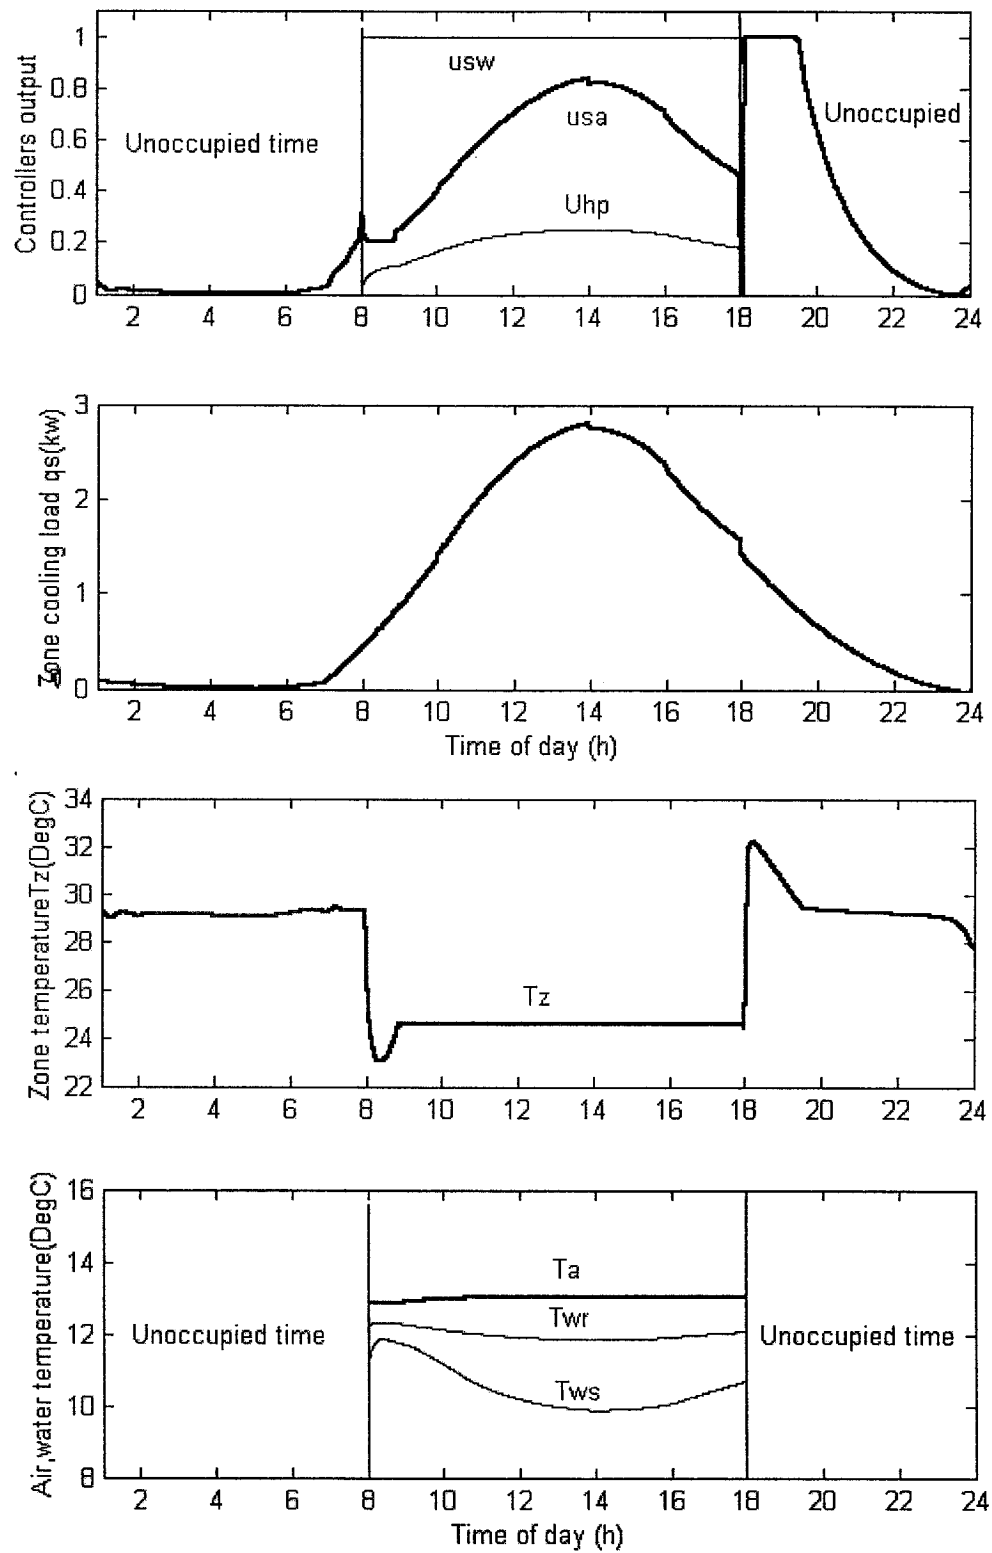 Controllers output
1
0.8
0.6
0.4
0.2
0
usw
usa
Uhp
Unoccupied time
Unoccupied
2 4 6 8 10 12 14 16 18 20 22 24
Zone cooling load qs(kw)
3
2
1
0
2 4 6 8 10 12 14 16 18 20 22 24
Time of day (h)
Zone temperature Tz(DegC)
34
32
30
28
26
24
22
Tz
2 4 6 8 10 12 14 16 18 20 22 24
Air,water temperature(DegC)
16
14
12
10
8
Ta
Twr
Tws
Unoccupied time
Unoccupied time
2 4 6 8 10 12 14 16 18 20 22 24
Time of day (h)